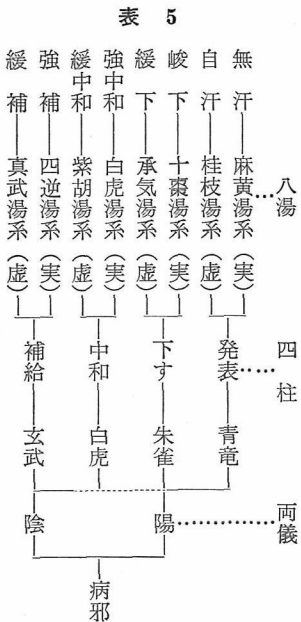 表 5
八湯
無汗―麻黄湯系(実)
自汗―桂枝湯系(虚)
峻下―十棗湯系(実)
緩下―承気湯系(虚)
強中和―白虎湯系(実)
緩中和―紫胡湯系(虚)
強補―四逆湯系(実)
緩補―真武湯系(虚)
四柱
発表―青竜
下す―朱雀
中和―白虎
補給―玄武
両儀
陽
陰
病邪